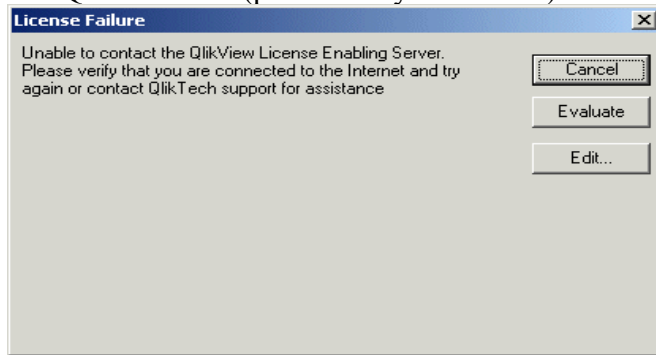 License Failure
Unable to contact the QlikView License Enabling Server.
Please verify that you are connected to the Internet and try
again or contact QlikTech support for assistance
Cancel
Evaluate
Edit...